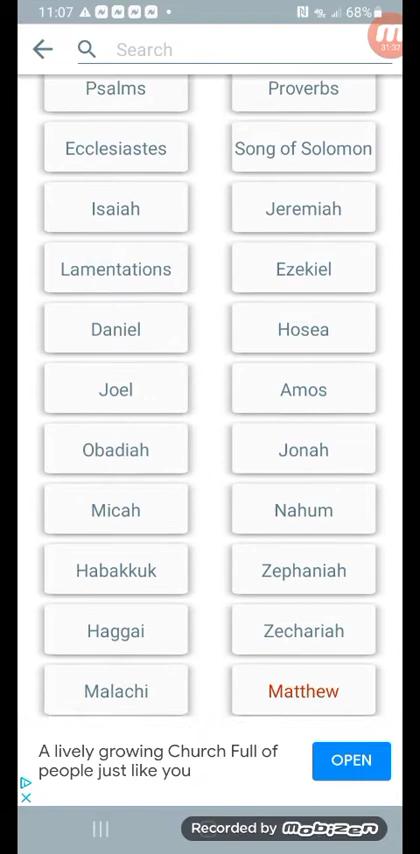 11:07
68%
Search
31:37
Psalms
Proverbs
Ecclesiastes
Song of Solomon
Isaiah
Jeremiah
Lamentations
Ezekiel
Daniel
Hosea
Joel
Amos
Obadiah
Jonah
Micah
Nahum
Habakkuk
Zephaniah
Haggai
Zechariah
Malachi
Matthew
A lively growing Church Full of
people just like you
OPEN
Recorded by mobizen